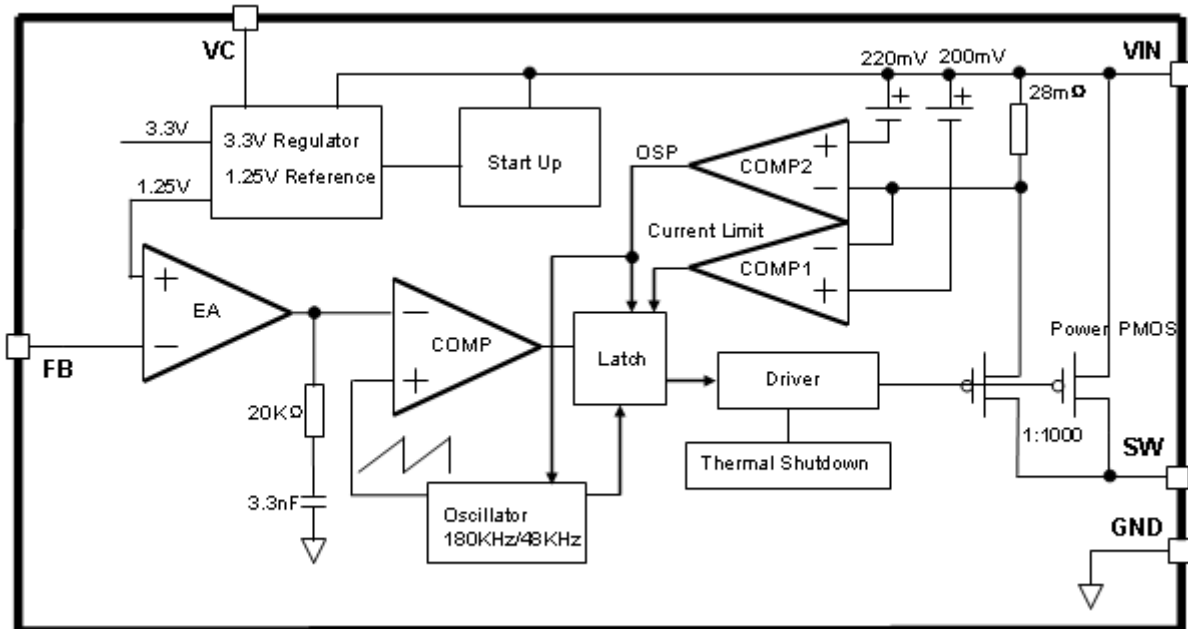 VC
220mV
200mV
VIN
28mΩ
3.3V
3.3V Regulator
1.25V Reference
Start Up
OSP
+
COMP2
−
1.25V
Current Limit
−
COMP1
+
+
EA
−
FB
−
COMP
+
Latch
Driver
Power PMOS
1:1000
20KΩ
Thermal Shutdown
SW
3.3nF
Oscillator
180KHz/48KHz
GND
+
+